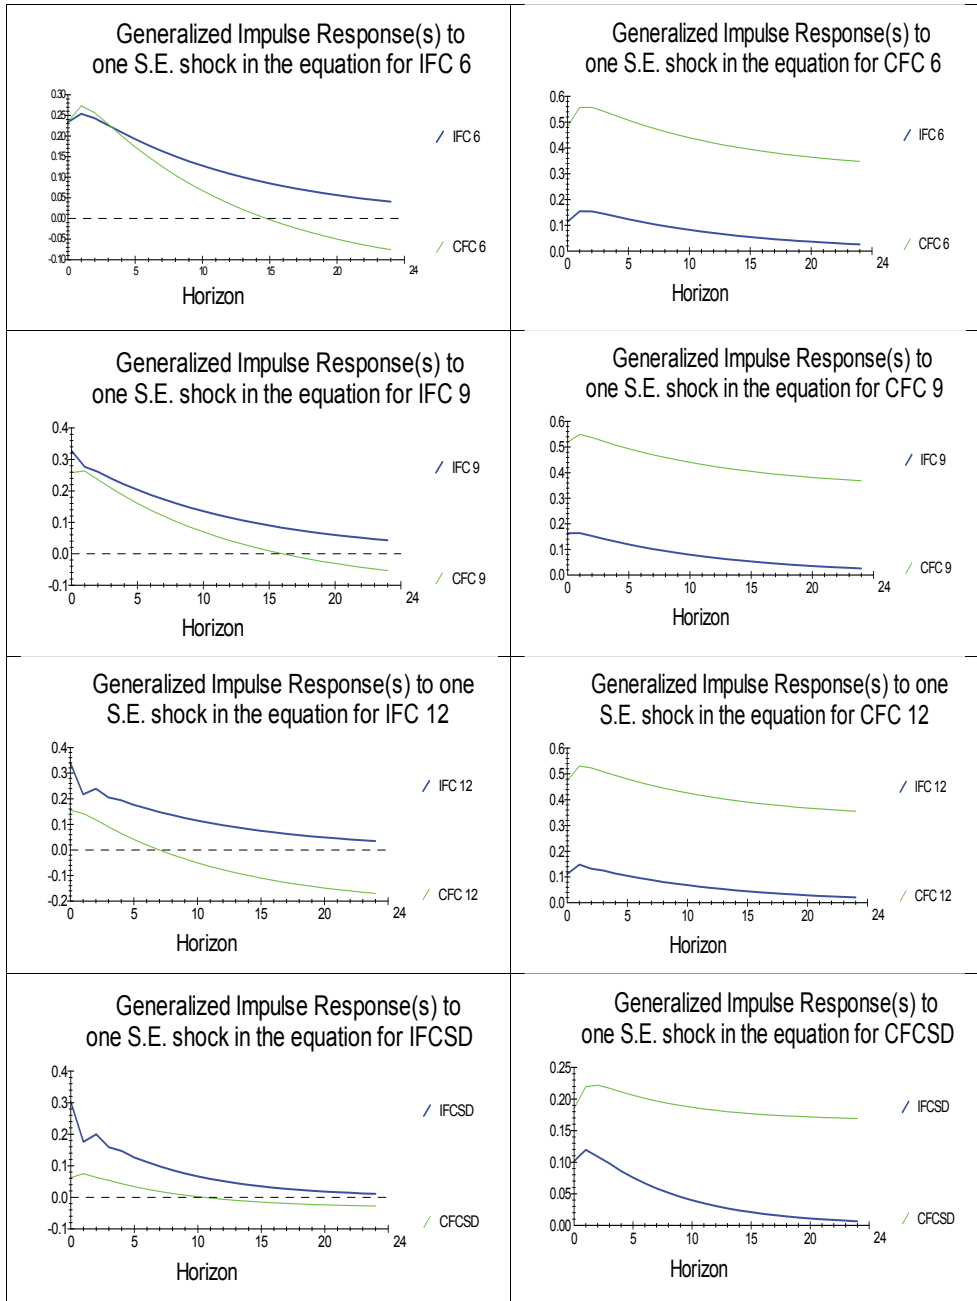 Generalized Impulse Response(s) to
one S.E. shock in the equation for IFC 6
0.30
0.25
0.20
0.15
0.10
0.05
0.00
-0.05
-0.10
0 5 10 15 20 24
IFC 6
CFC 6
Horizon
Generalized Impulse Response(s) to
one S.E. shock in the equation for CFC 6
0.6
0.5
0.4
0.3
0.2
0.1
0.0
0 5 10 15 20 24
IFC 6
CFC 6
Horizon
Generalized Impulse Response(s) to
one S.E. shock in the equation for IFC 9
0.4
0.3
0.2
0.1
0.0
-0.1
0 5 10 15 20 24
IFC 9
CFC 9
Horizon
Generalized Impulse Response(s) to
one S.E. shock in the equation for CFC 9
0.6
0.5
0.4
0.3
0.2
0.1
0.0
0 5 10 15 20 24
IFC 9
CFC 9
Horizon
Generalized Impulse Response(s) to one
S.E. shock in the equation for IFC 12
0.4
0.3
0.2
0.1
0.0
-0.1
-0.2
0 5 10 15 20 24
IFC 12
CFC 12
Horizon
Generalized Impulse Response(s) to one
S.E. shock in the equation for CFC 12
0.6
0.5
0.4
0.3
0.2
0.1
0.0
0 5 10 15 20 24
IFC 12
CFC 12
Horizon
Generalized Impulse Response(s) to
one S.E. shock in the equation for IFCSD
0.4
0.3
0.2
0.1
0.0
-0.1
0 5 10 15 20 24
IFCSD
CFCSD
Horizon
Generalized Impulse Response(s) to
one S.E. shock in the equation for CFCSD
0.25
0.20
0.15
0.10
0.05
0.00
0 5 10 15 20 24
IFCSD
CFCSD
Horizon